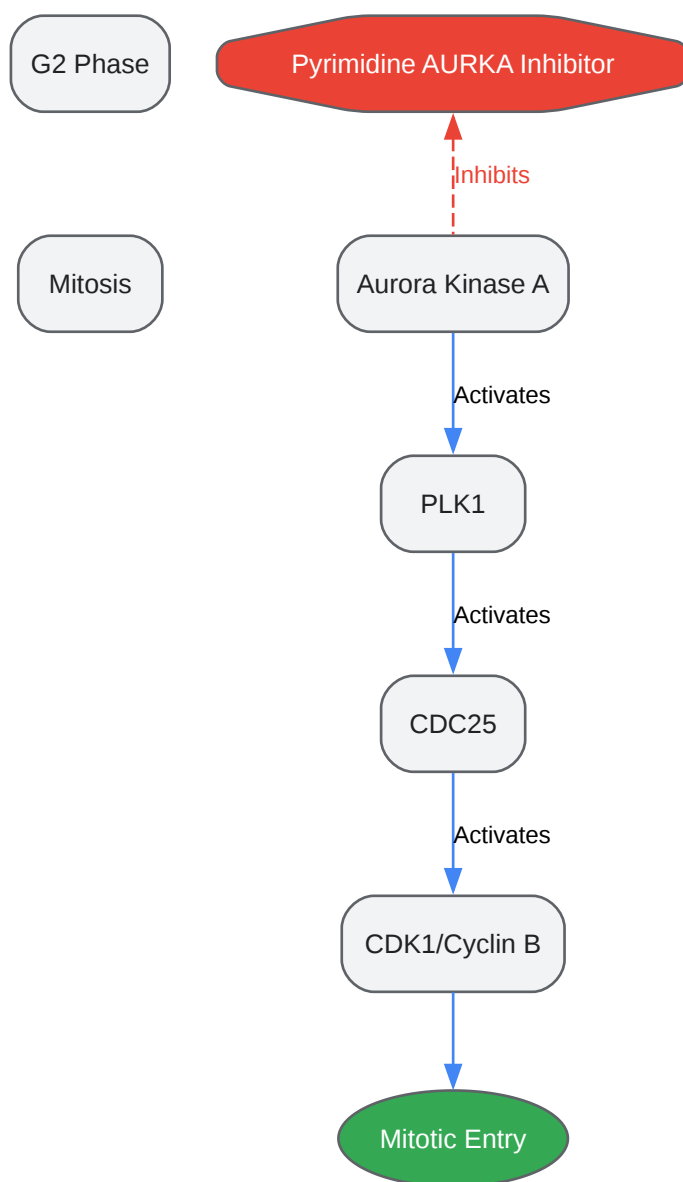 G2 Phase
Pyrimidine AURKA Inhibitor
Inhibits
Mitosis
Aurora Kinase A
Activates
PLK1
Activates
CDC25
Activates
CDK1/Cyclin B
Mitotic Entry